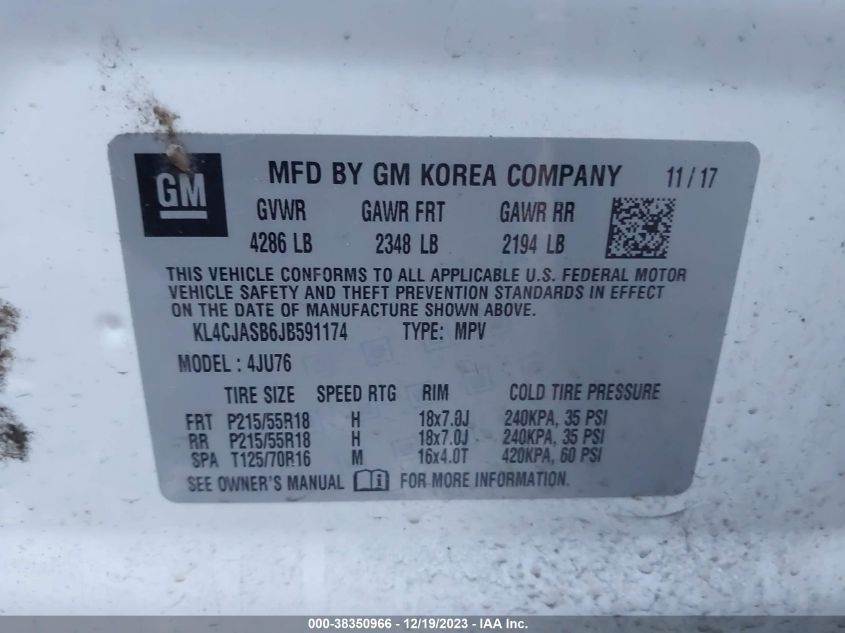 GM
MFD BY GM KOREA COMPANY 11/17
GVWR GAWR FRT GAWR RR
4286 LB 2348 LB 2194 LB
THIS VEHICLE CONFORMS TO ALL APPLICABLE U.S. FEDERAL MOTOR
VEHICLE SAFETY AND THEFT PREVENTION STANDARDS IN EFFECT
ON THE DATE OF MANUFACTURE SHOWN ABOVE.
KL4CJASB6JB591174 TYPE: MPV
MODEL : 4JU76
TIRE SIZE SPEED RTG RIM COLD TIRE PRESSURE
FRT P215/55R18 H 18x7.0J 240KPA, 35 PSI
RR P215/55R18 H 18x7.0J 240KPA, 35 PSI
SPA T125/70R16 M 16x4.0T 420KPA, 60 PSI
SEE OWNER'S MANUAL i FOR MORE INFORMATION.
000-38350966 - 12/19/2023 - IAA Inc.